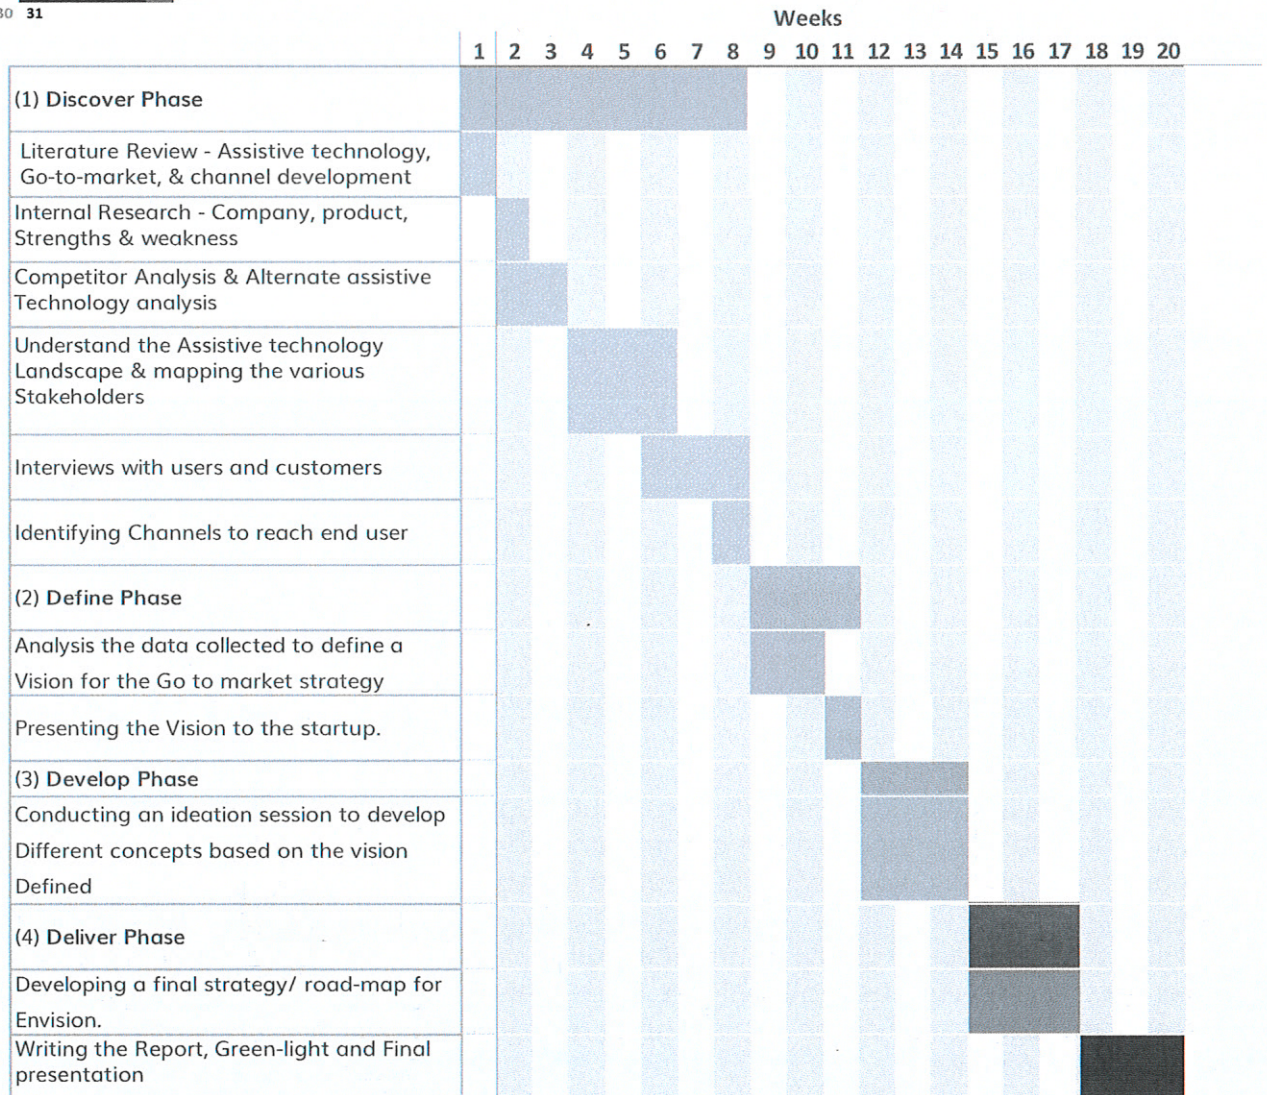 30 31
Weeks
1 2 3 4 5 6 7 8 9 10 11 12 13 14 15 16 17 18 19 20
(1) Discover Phase
Literature Review - Assistive technology,
Go-to-market, & channel development
Internal Research - Company, product,
Strengths & weakness
Competitor Analysis & Alternate assistive
Technology analysis
Understand the Assistive technology
Landscape & mapping the various
Stakeholders
Interviews with users and customers
Identifying Channels to reach end user
(2) Define Phase
Analysis the data collected to define a
Vision for the Go to market strategy
Presenting the Vision to the startup.
(3) Develop Phase
Conducting an ideation session to develop
Different concepts based on the vision
Defined
(4) Deliver Phase
Developing a final strategy/ road-map for
Envision.
Writing the Report, Green-light and Final
presentation